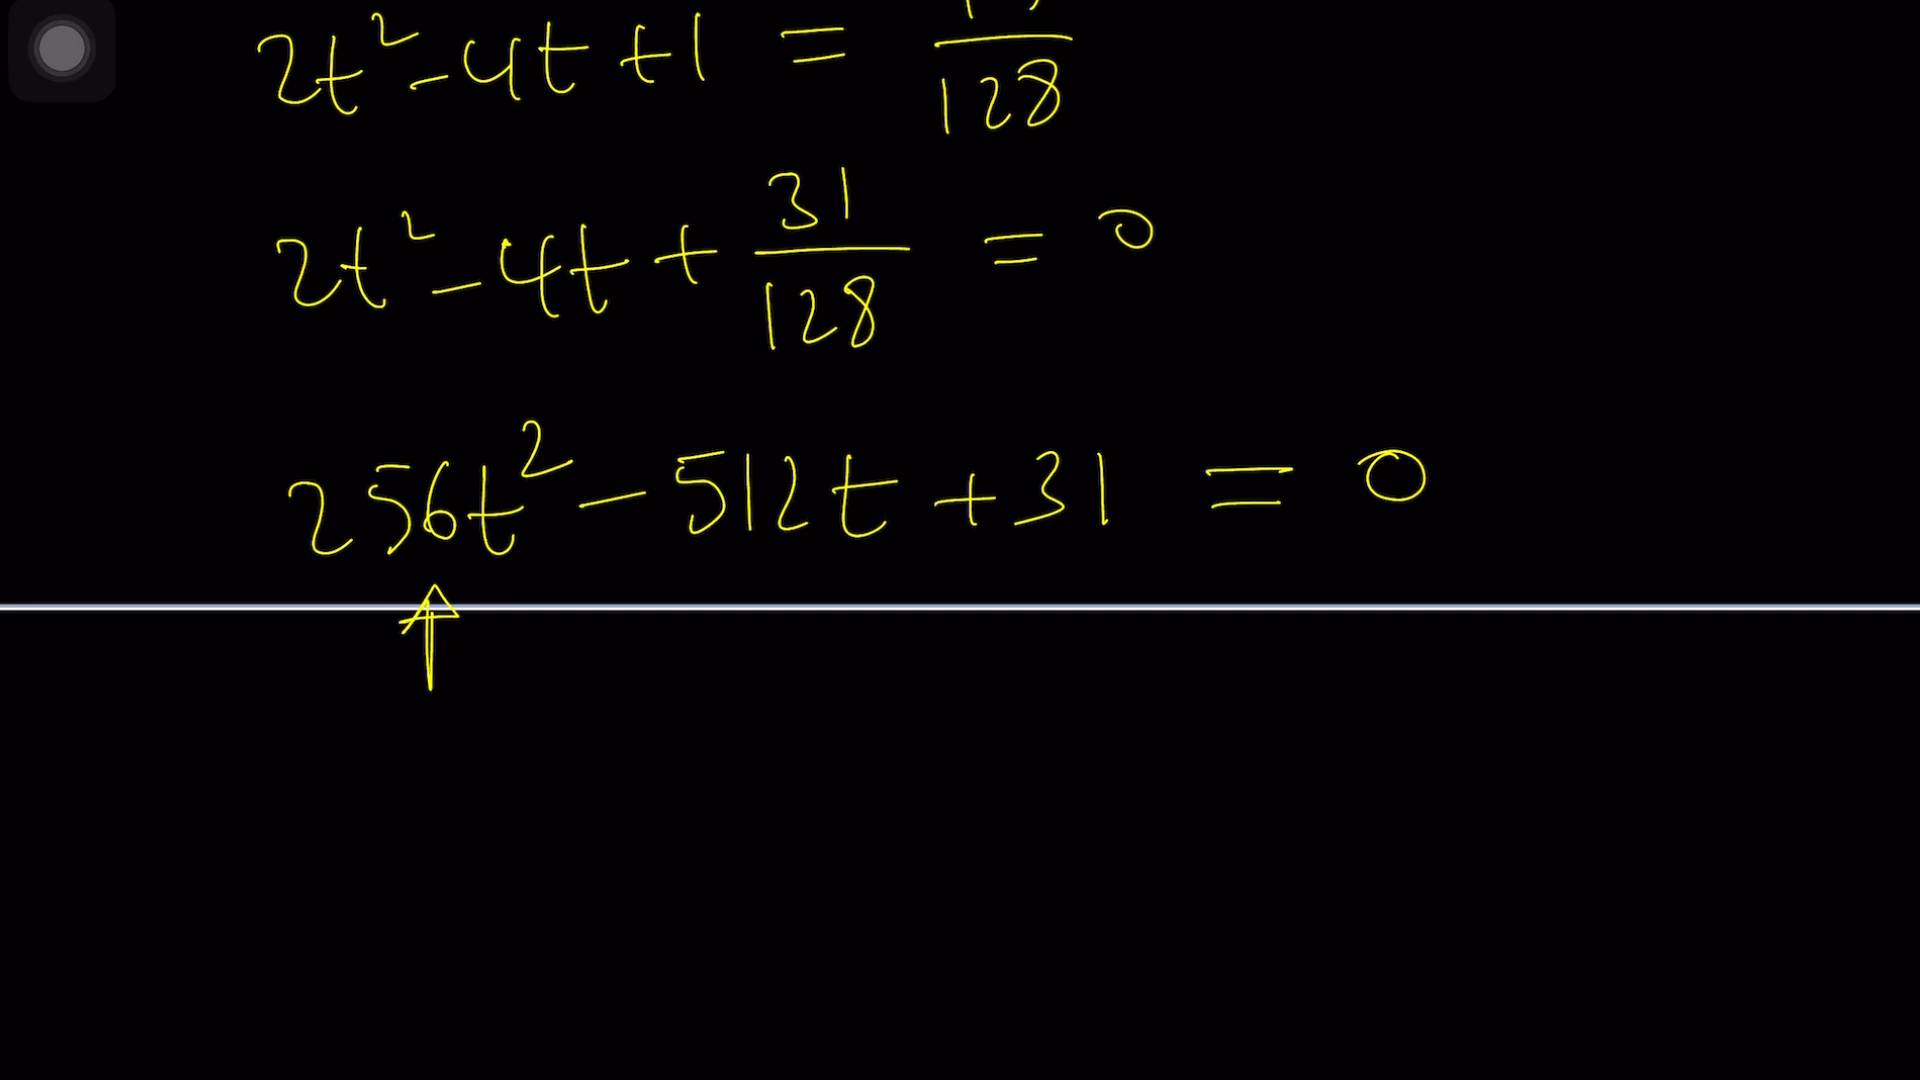 2t² - 4t + 1 = /128
2t² - 4t + 31/128 = 0
256t² - 512t + 31 = 0